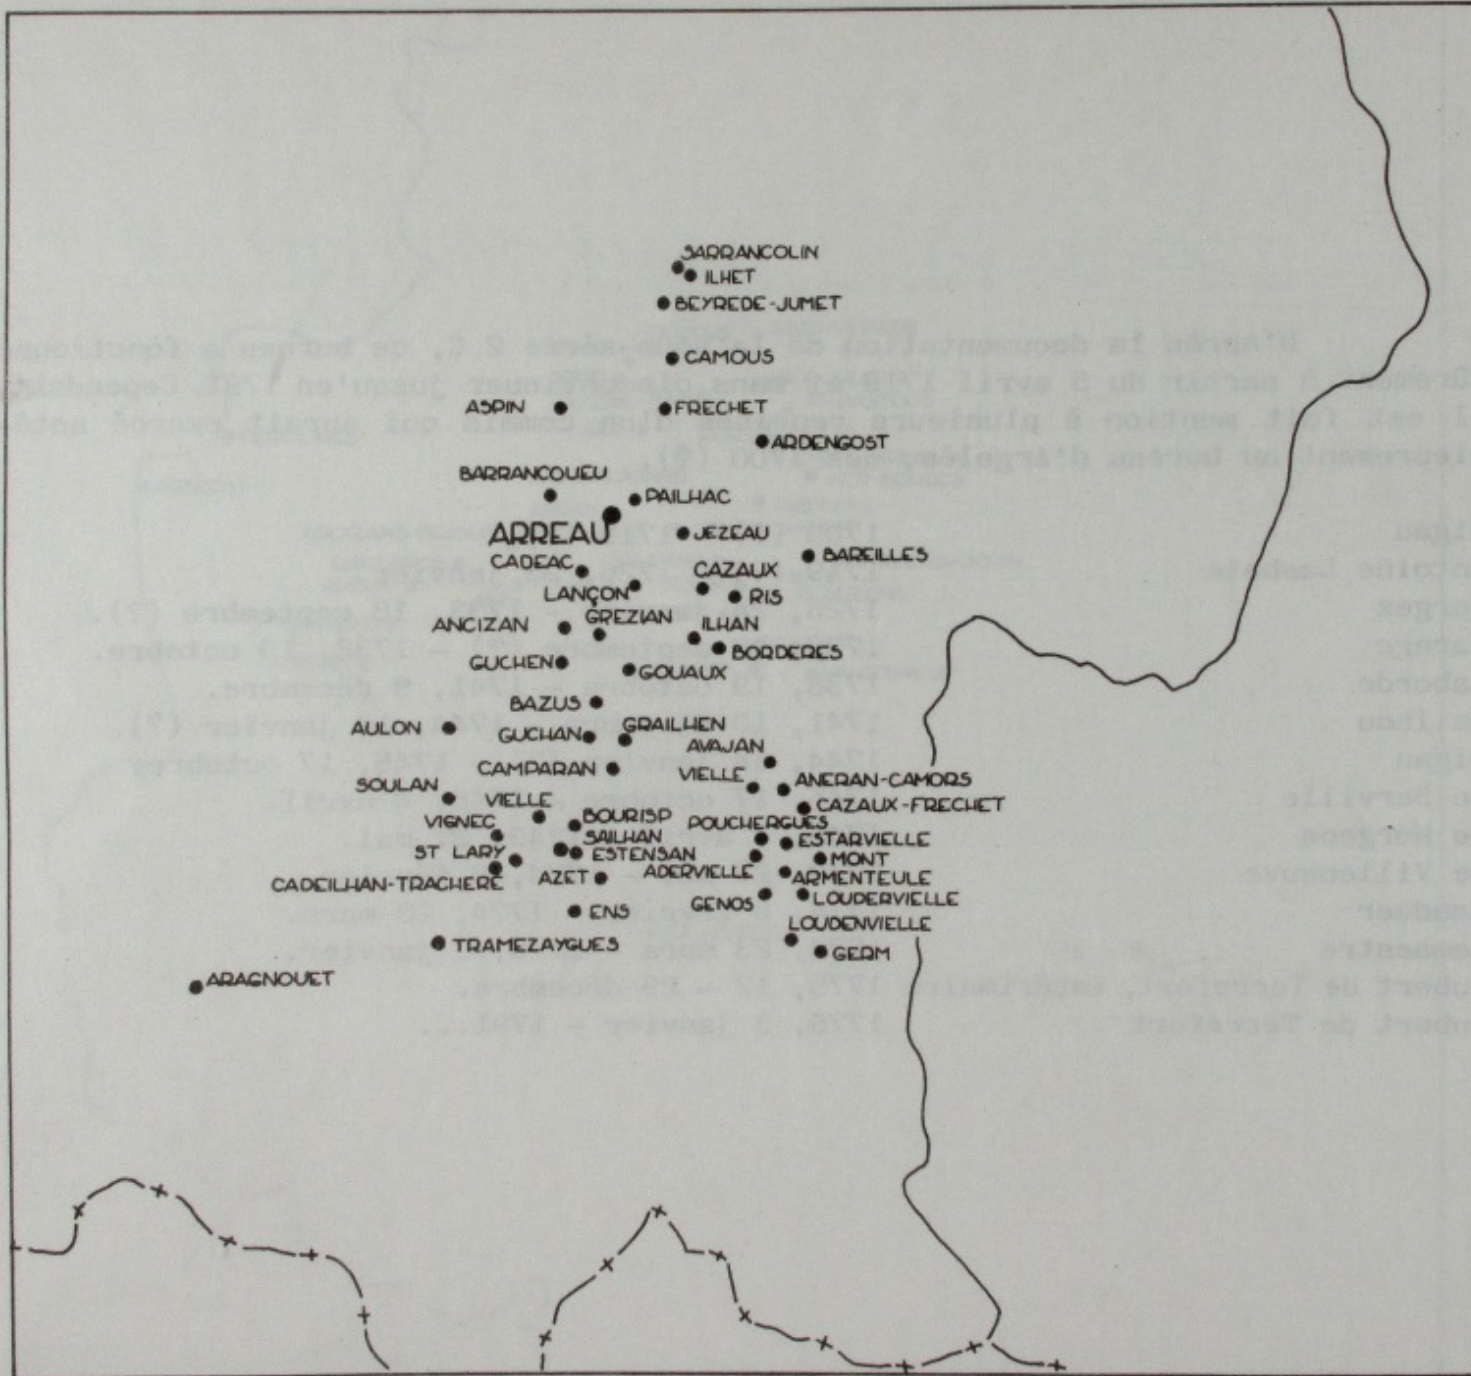 SARRANCOLIN
ILHET
BEYREDE-JUMET
CAMOUS
ASPIN
FRECHET
ARDENGOST
BARRANCOUEU
PAILHAC
ARREAU
JEZEAU
BAREILLES
CADEAC
CAZAUX
LANÇON
RIS
GREZIAN
ANCIZAN
ILHAN
BORDERES
GUCHEN
GOUAUX
BAZUS
AULON
GRAILHEN
GUCHAN
AVAJAN
CAMPARAN
VIELLE
ANERAN-CAMORS
SOULAN
VIELLE
CAZAUX-FRECHET
BOURISP
POUCHERGUES
VIGNEC
SAILHAN
ESTARVIELLE
ST LARY
ESTENSAN
MONT
ADERVIELLE
CADEILHAN-TRACHERE
AZET
ARMENTEULE
GENOS
LOUDERVIELLE
ENS
LOUDENVIELLE
TRAMEZAYGUES
GERM
ARAGNOUET